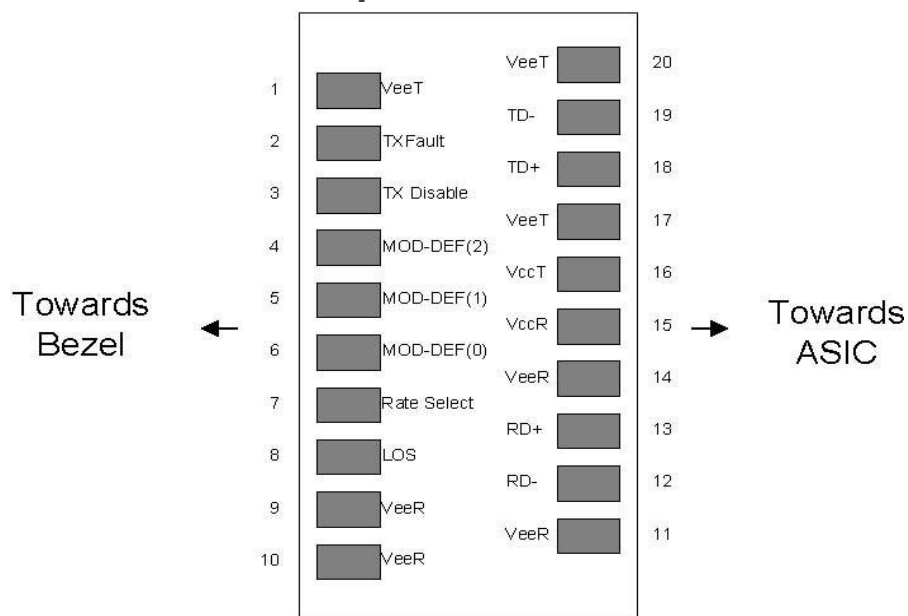 VeeT 20
1 VeeT
TD- 19
2 TXFault
TD+ 18
3 TX Disable
VeeT 17
4 MOD-DEF(2)
VccT 16
5 MOD-DEF(1)
Towards
Bezel
VccR 15
Towards
ASIC
6 MOD-DEF(0)
VeeR 14
7 Rate Select
RD+ 13
8 LOS
RD- 12
9 VeeR
VeeR 11
10 VeeR